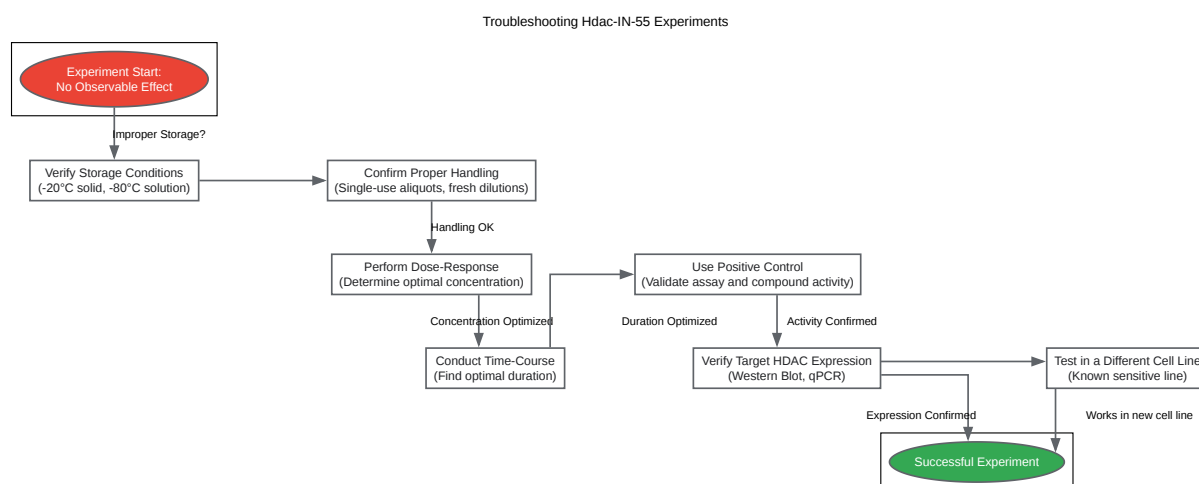 Troubleshooting Hdac-IN-55 Experiments
Experiment Start:
No Observable Effect
Improper Storage?
Verify Storage Conditions
(-20°C solid, -80°C solution)
Confirm Proper Handling
(Single-use aliquots, fresh dilutions)
Handling OK
Perform Dose-Response
(Determine optimal concentration)
Use Positive Control
(Validate assay and compound activity)
Concentration Optimized
Duration Optimized
Activity Confirmed
Conduct Time-Course
(Find optimal duration)
Verify Target HDAC Expression
(Western Blot, qPCR)
Test in a Different Cell Line
(Known sensitive line)
Expression Confirmed
Works in new cell line
Successful Experiment